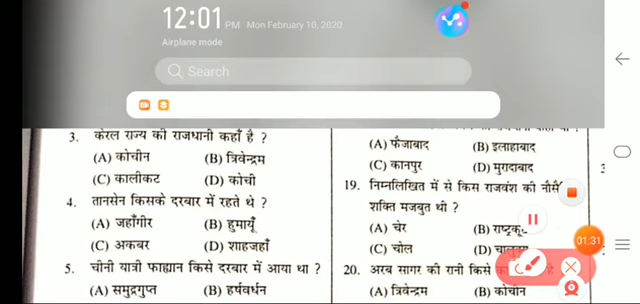 12:01 PM Mon February 10, 2020
Airplane mode
Search
3. केरल राज्य की राजधानी कहाँ है ?
(A) कोचीन (B) त्रिवेन्द्रम
(C) कालीकट (D) कोची
4. तानसेन किसके दरबार में रहते थे ?
(A) जहाँगीर (B) हुमायूँ
(C) अकबर (D) शाहजहाँ
5. चीनी यात्री फाह्यान किसे दरबार में आया था ?
(A) समुद्रगुप्त (B) हर्षवर्धन
(A) फैजाबाद (B) इलाहाबाद
(C) कानपुर (D) मुरादाबाद
19. निम्नलिखित में से किस राजवंश की नौसै
शक्ति मजबुत थी ?
(A) चेर (B)
(C) चोल (D)
20. अरब सागर की रानी किसे
(A) त्रिवेन्द्रम (B) कोचीन
01:31